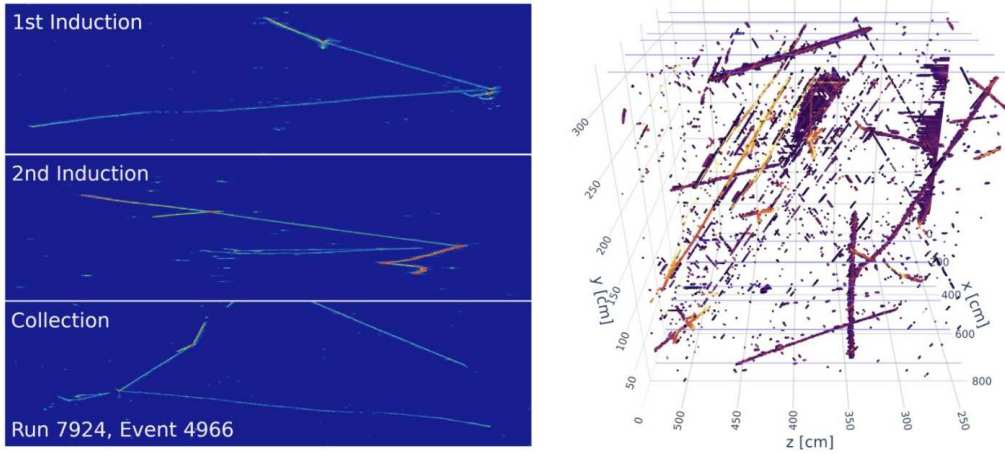 1st Induction
2nd Induction
Collection
Run 7924, Event 4966
300
250
200
150
100
50
y [cm]
0
500
450
400
350
300
250
z [cm]
200
400
600
800
x [cm]